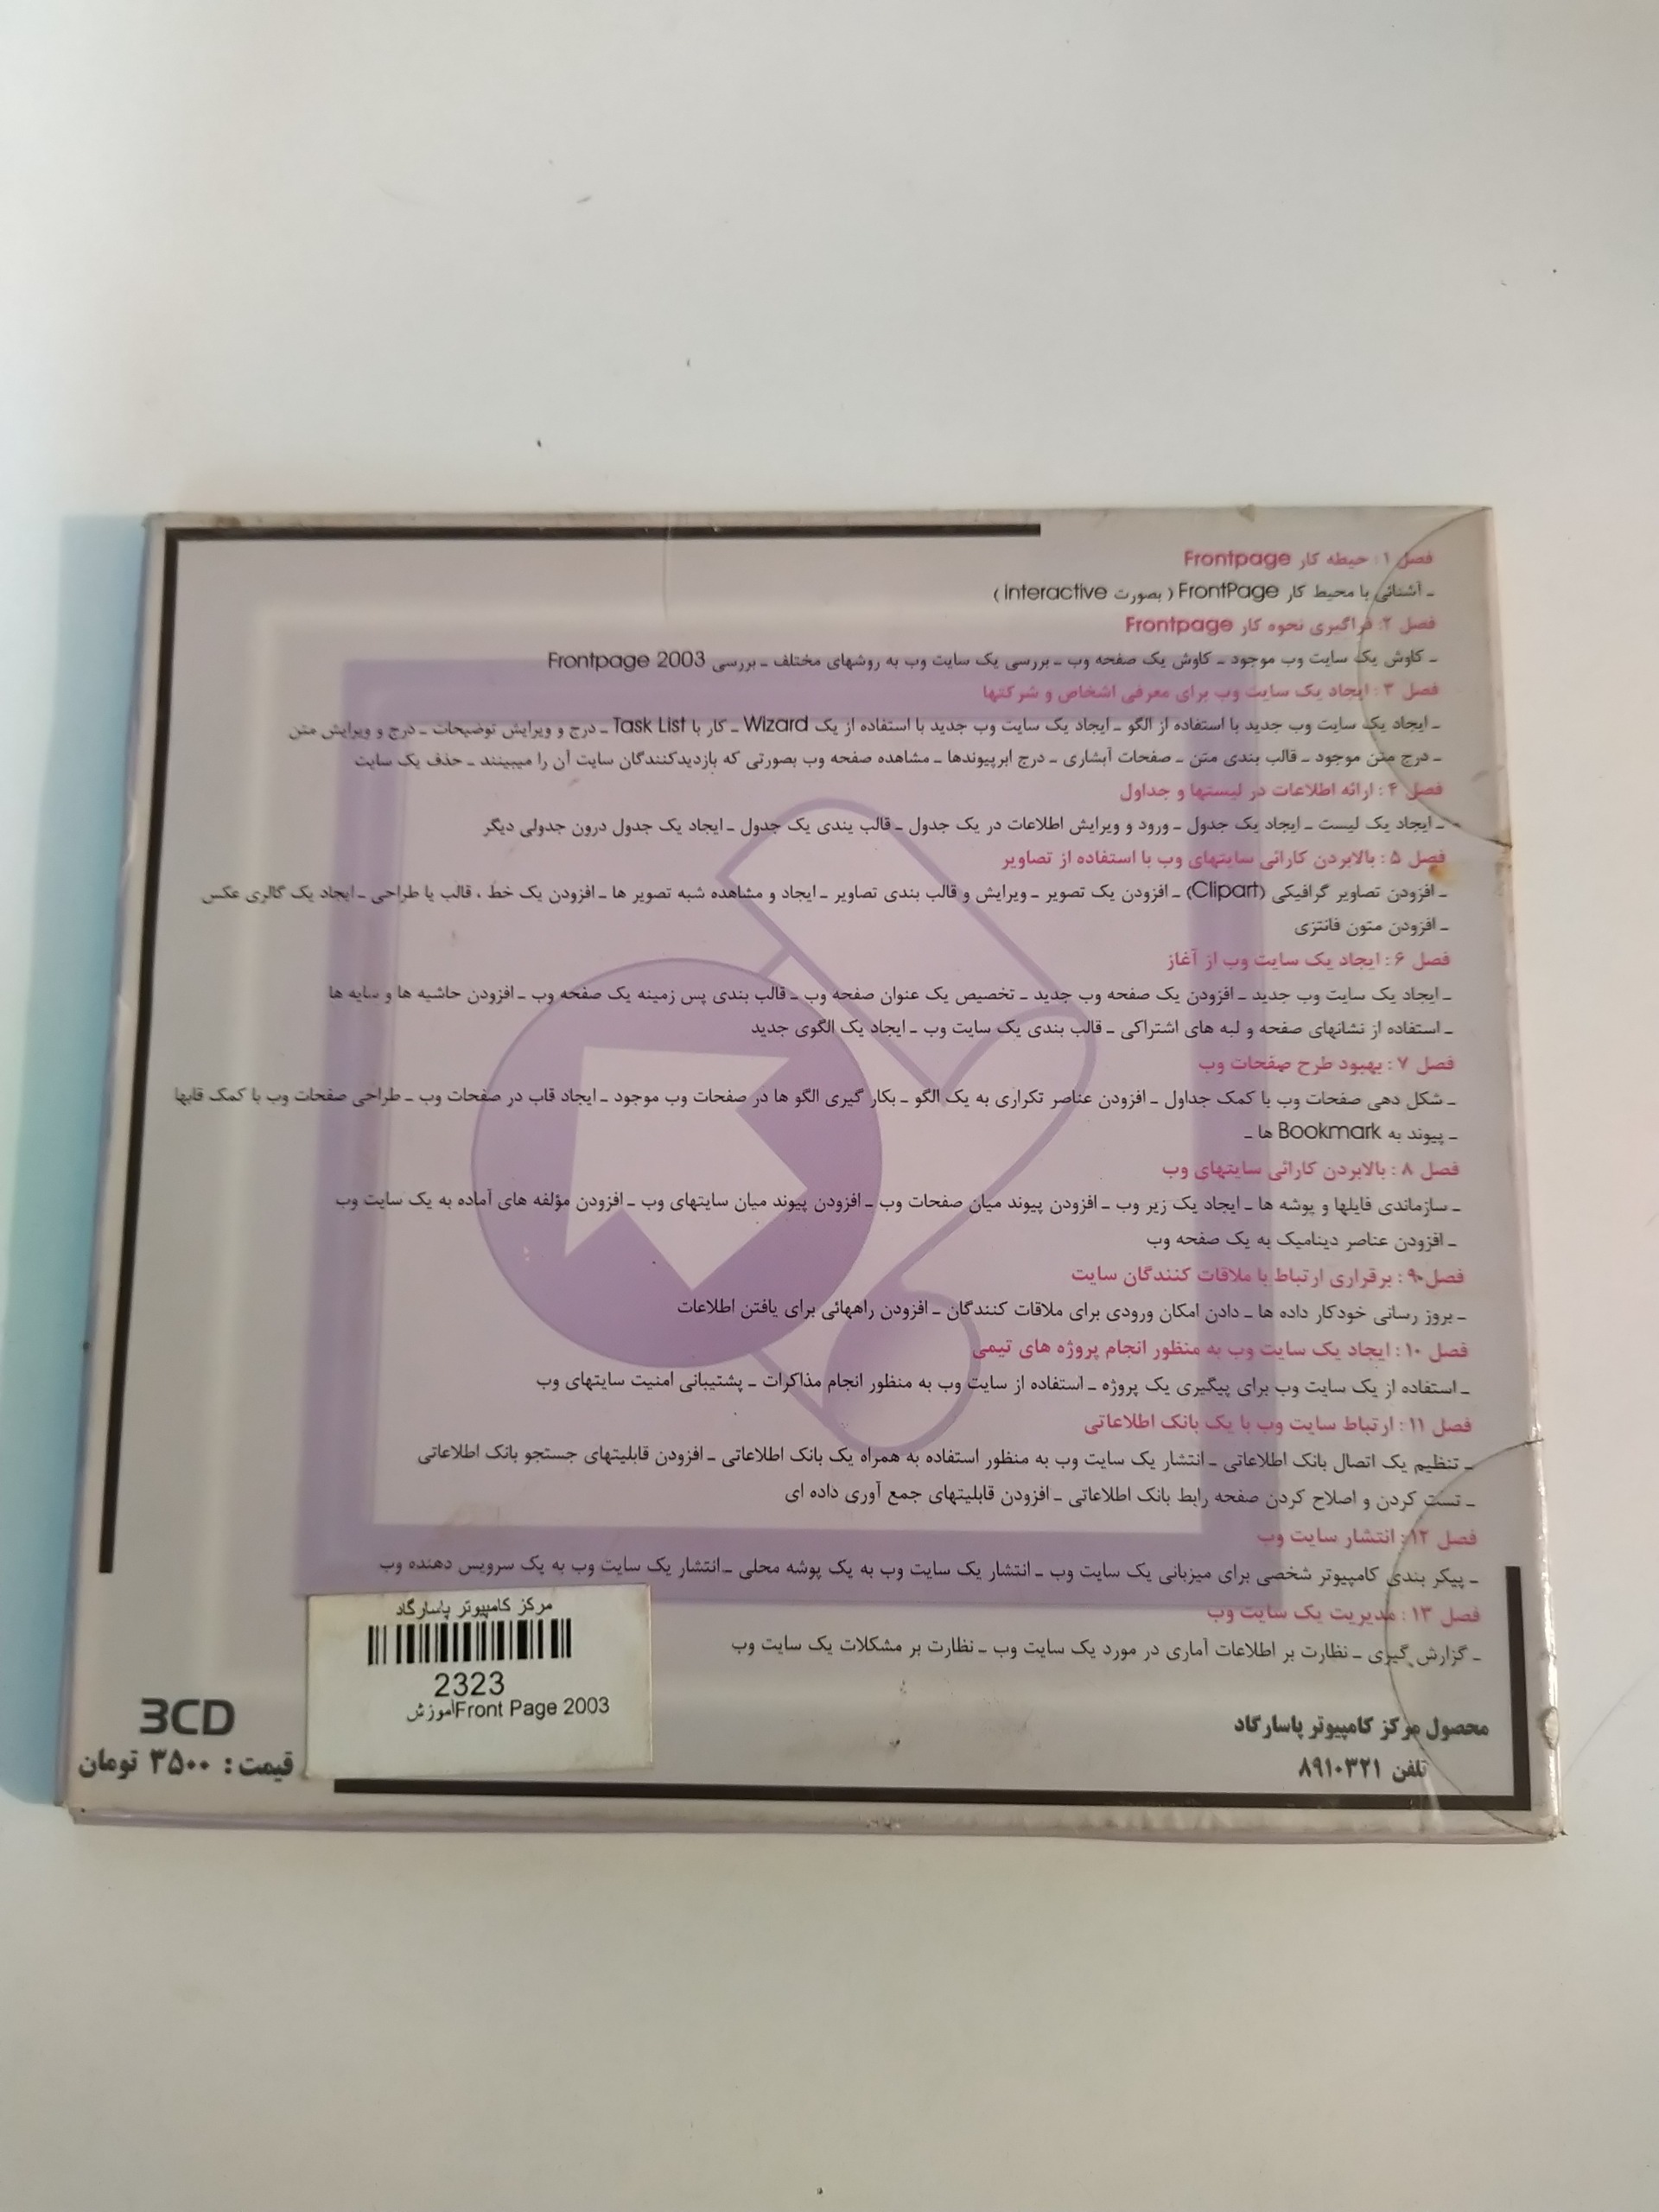 فصل ۱: حیطه کار Frontpage
ـ آشنائی با محیط کار FrontPage ( بصورت interactive )
فصل ۲: فراگیری نحوه کار Frontpage
ـ کاوش یک سایت وب موجود ـ کاوش یک صفحه وب ـ بررسی یک سایت وب به روشهای مختلف ـ بررسی Frontpage 2003
فصل ۳: ایجاد یک سایت وب برای معرفی اشخاص و شرکتها
ـ ایجاد یک سایت وب جدید با استفاده از الگو ـ ایجاد یک سایت وب جدید با استفاده از یک Wizard ـ کار با Task List ـ درج و ویرایش توضیحات ـ درج و ویرایش متن
ـ درج متن موجود ـ قالب بندی متن ـ صفحات آبشاری ـ درج ابرپیوندها ـ مشاهده صفحه وب بصورتی که بازدیدکنندگان سایت آن را میبینند ـ حذف یک سایت
فصل ۴: ارائه اطلاعات در لیستها و جداول
ـ ایجاد یک لیست ـ ایجاد یک جدول ـ ورود و ویرایش اطلاعات در یک جدول ـ قالب بندی یک جدول ـ ایجاد یک جدول درون جدولی دیگر
فصل ۵: بالابردن کارائی سایتهای وب با استفاده از تصاویر
ـ افزودن تصاویر گرافیکی (Clipart) ـ افزودن یک تصویر ـ ویرایش و قالب بندی تصاویر ـ ایجاد و مشاهده شبه تصویر ها ـ افزودن یک خط ، قالب یا طراحی ـ ایجاد یک گالری عکس
ـ افزودن متون فانتزی
فصل ۶: ایجاد یک سایت وب از آغاز
ـ ایجاد یک سایت وب جدید ـ افزودن یک صفحه وب جدید ـ تخصیص یک عنوان صفحه وب ـ قالب بندی پس زمینه یک صفحه وب ـ افزودن حاشیه ها و سایه ها
ـ استفاده از نشانهای صفحه و لبه های اشتراکی ـ قالب بندی یک سایت وب ـ ایجاد یک الگوی جدید
فصل ۷: بهبود طرح صفحات وب
ـ شکل دهی صفحات وب با کمک جداول ـ افزودن عناصر تکراری به یک الگو ـ بکار گیری الگو ها در صفحات وب موجود ـ ایجاد قاب در صفحات وب ـ طراحی صفحات وب با کمک قابها
ـ پیوند به Bookmark ها ـ
فصل ۸: بالابردن کارائی سایتهای وب
ـ سازماندی فایلها و پوشه ها ـ ایجاد یک زیر وب ـ افزودن پیوند میان صفحات وب ـ افزودن پیوند میان سایتهای وب ـ افزودن مؤلفه های آماده به یک سایت وب
ـ افزودن عناصر دینامیک به یک صفحه وب
فصل ۹: برقراری ارتباط با ملاقات کنندگان سایت
ـ بروز رسانی خودکار داده ها ـ دادن امکان ورودی برای ملاقات کنندگان ـ افزودن راههائی برای یافتن اطلاعات
فصل ۱۰: ایجاد یک سایت وب به منظور انجام پروژه های تیمی
ـ استفاده از یک سایت وب برای پیگیری یک پروژه ـ استفاده از سایت وب به منظور انجام مذاکرات ـ پشتیبانی امنیت سایتهای وب
فصل ۱۱: ارتباط سایت وب با یک بانک اطلاعاتی
ـ تنظیم یک اتصال بانک اطلاعاتی ـ انتشار یک سایت وب به منظور استفاده به همراه یک بانک اطلاعاتی ـ افزودن قابلیتهای جستجو بانک اطلاعاتی
ـ تست کردن و اصلاح کردن صفحه رابط بانک اطلاعاتی ـ افزودن قابلیتهای جمع آوری داده ای
فصل ۱۲: انتشار سایت وب
ـ پیکر بندی کامپیوتر شخصی برای میزبانی یک سایت وب ـ انتشار یک سایت وب به یک پوشه محلی ـ انتشار یک سایت وب به یک سرویس دهنده وب
فصل ۱۳: مدیریت یک سایت وب
ـ گزارش گیری ـ نظارت بر اطلاعات آماری در مورد یک سایت وب ـ نظارت بر مشکلات یک سایت وب
محصول مرکز کامپیوتر پاسارگاد
تلفن ۸۹۱۰۳۲۱
مرکز کامپیوتر پاسارگاد
2323
آموزش Front Page 2003
3CD
قیمت: ۳۵۰۰ تومان